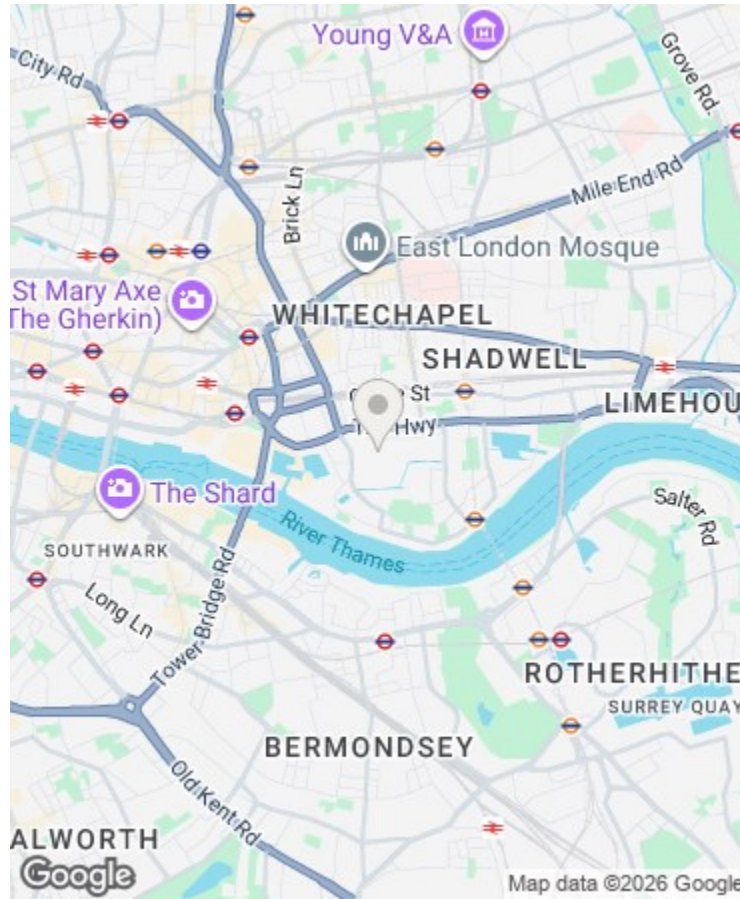 Young V&A
City Rd
Grove Rd.
Brick Ln
Mile End Rd
East London Mosque
St Mary Axe
The Gherkin)
WHITECHAPEL
SHADWELL
St
Hwy
LIMEHOU
The Shard
River Thames
Salter Rd
SOUTHWARK
Long Ln
Tower Bridge Rd
ROTHERHITHE
SURREY QUAY
BERMONDSEY
Old Kent Rd
ALWORTH
Google
Map data ©2026 Google